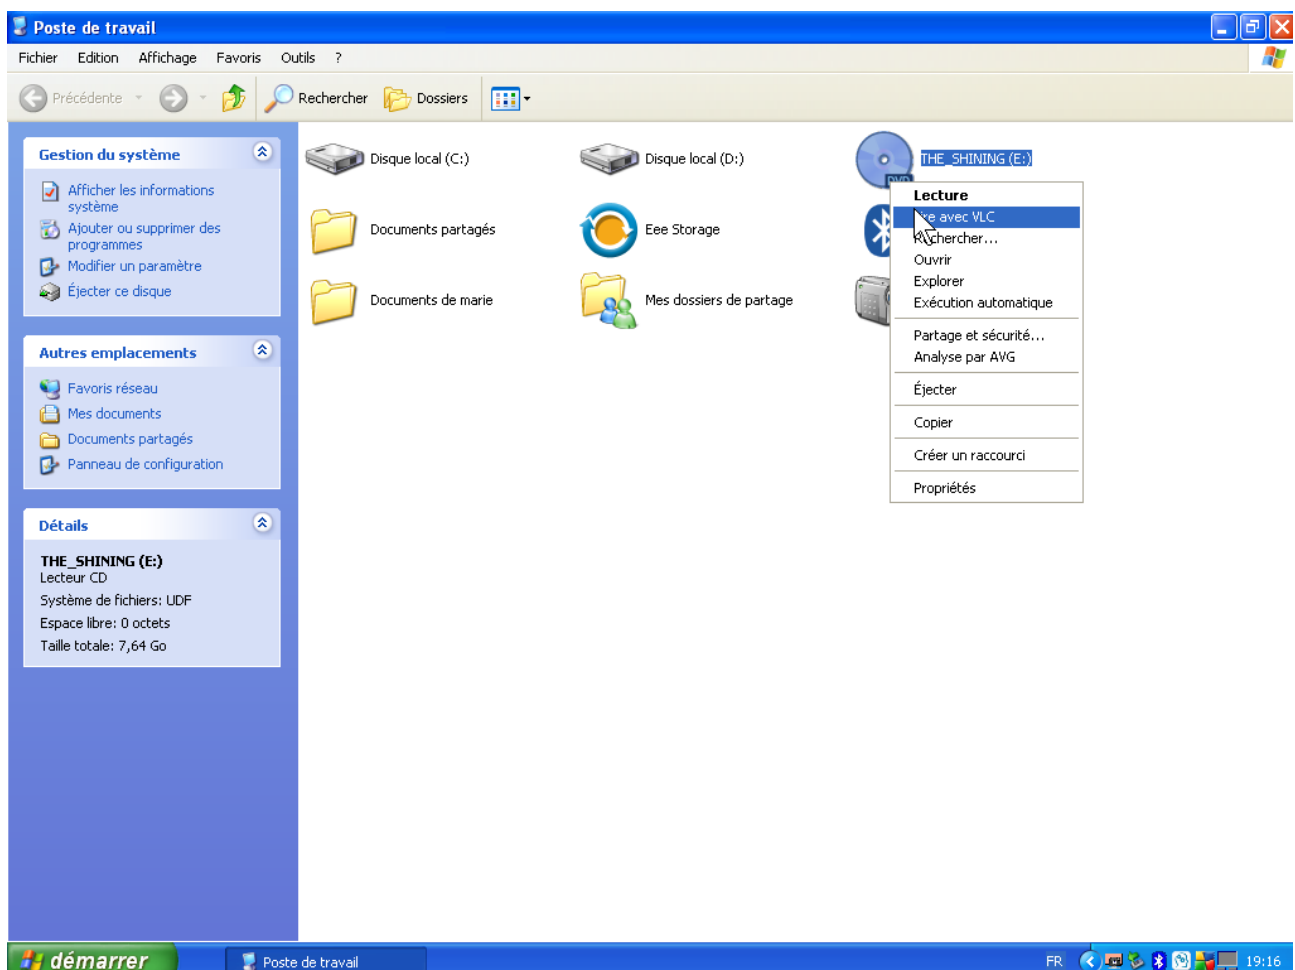 Poste de travail
Fichier Edition Affichage Favoris Outils ?
Précédente Rechercher Dossiers
Gestion du système
Afficher les informations
système
Ajouter ou supprimer des
programmes
Modifier un paramètre
Éjecter ce disque
Autres emplacements
Favoris réseau
Mes documents
Documents partagés
Panneau de configuration
Détails
THE_SHINING (E:)
Lecteur CD
Système de fichiers: UDF
Espace libre: 0 octets
Taille totale: 7,64 Go
Disque local (C:) Disque local (D:) THE_SHINING (E:)
DVD
Documents partagés Eee Storage
Documents de marie Mes dossiers de partage
Lecture
avec VLC
Ouvrir
Explorer
Exécution automatique
Partage et sécurité...
Analyse par AVG
Éjecter
Copier
Créer un raccourci
Propriétés
démarrer Poste de travail FR 19:16